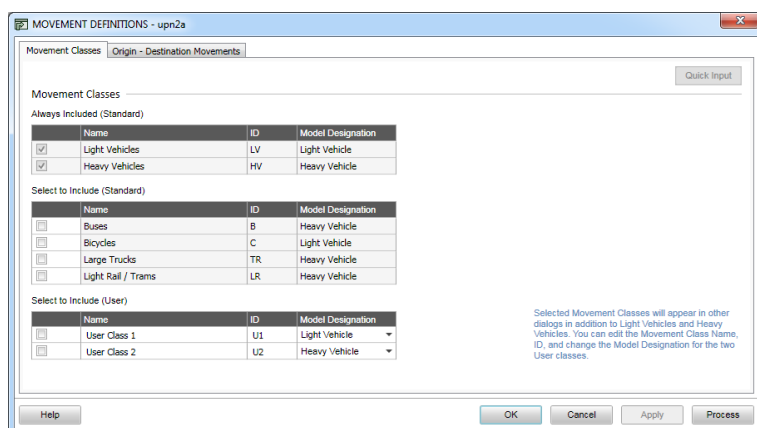 MOVEMENT DEFINITIONS - upn2a
Movement Classes Origin - Destination Movements
Quick Input
Movement Classes
Always Included (Standard)
Name ID Model Designation
Light Vehicles LV Light Vehicle
Heavy Vehicles HV Heavy Vehicle
Select to Include (Standard)
Name ID Model Designation
Buses B Heavy Vehicle
Bicycles C Light Vehicle
Large Trucks TR Heavy Vehicle
Light Rail / Trams LR Heavy Vehicle
Select to Include (User)
Name ID Model Designation
User Class 1 U1 Light Vehicle
User Class 2 U2 Heavy Vehicle
Selected Movement Classes will appear in other
dialogs in addition to Light Vehicles and Heavy
Vehicles. You can edit the Movement Class Name,
ID, and change the Model Designation for the two
User classes.
Help OK Cancel Apply Process